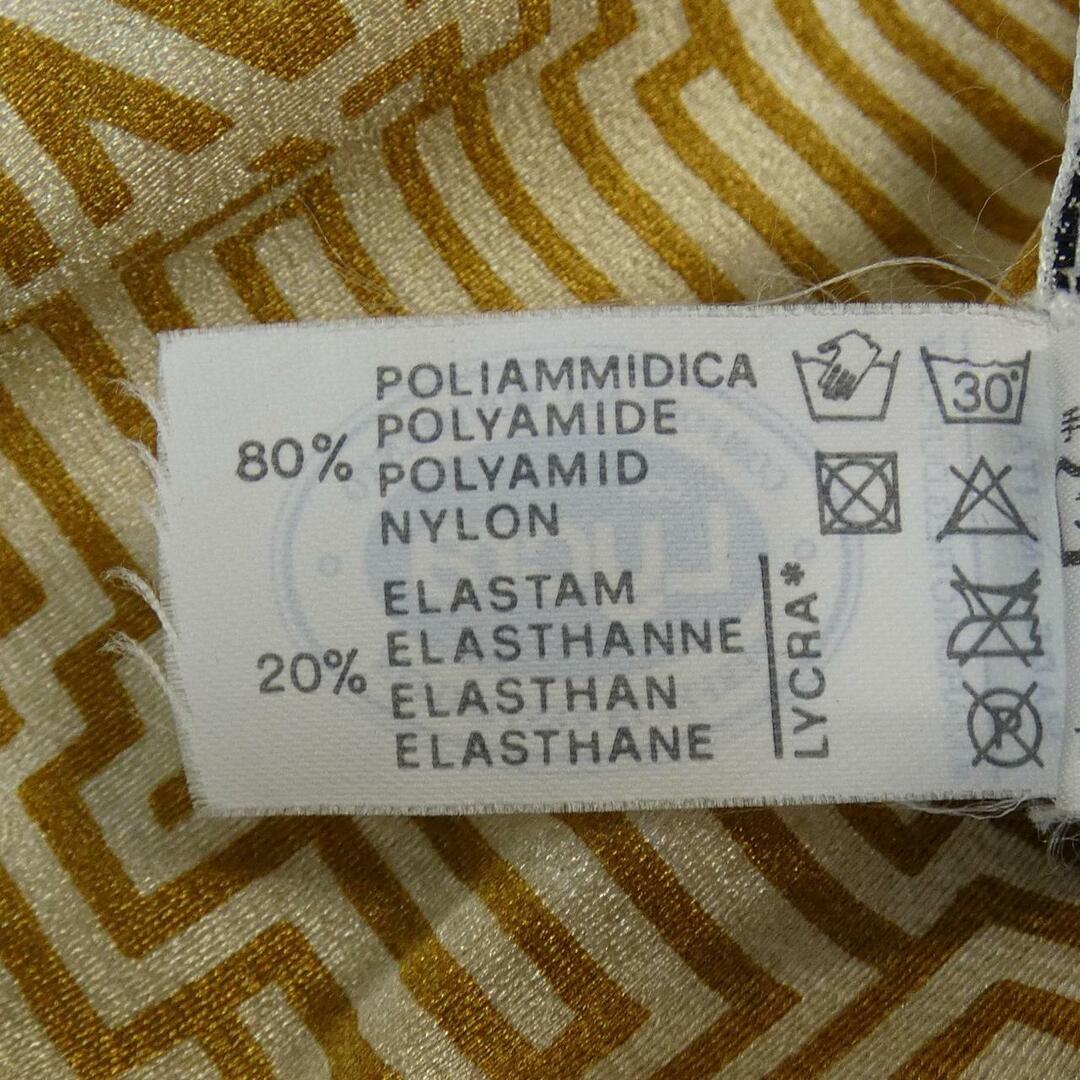 80%
POLIAMMIDICA
POLYAMIDE
POLYAMID
NYLON
20%
ELASTAM
ELASTHANNE
ELASTHAN
ELASTHANE
LYCRA*
30°
P